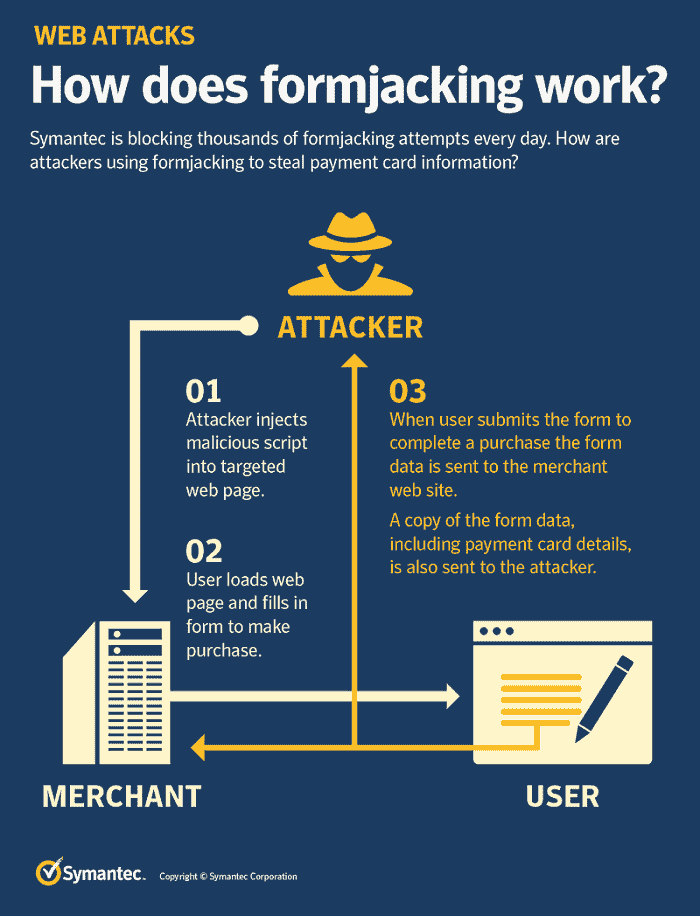 WEB ATTACKS
How does formjacking work?
Symantec is blocking thousands of formjacking attempts every day. How are
attackers using formjacking to steal payment card information?
ATTACKER
01
Attacker injects
malicious script
into targeted
web page.
02
User loads web
page and fills in
form to make
purchase.
03
When user submits the form to
complete a purchase the form
data is sent to the merchant
web site.
A copy of the form data,
including payment card details,
is also sent to the attacker.
MERCHANT
USER
Symantec™
Copyright © Symantec Corporation